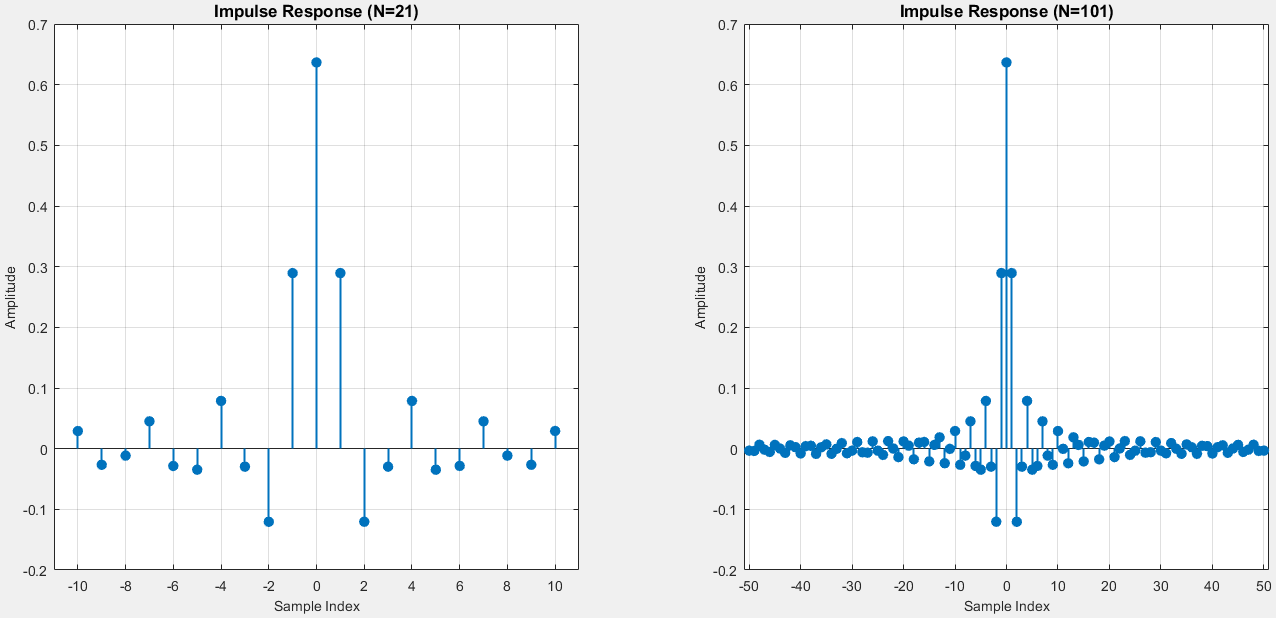 Impulse Response (N=21)
0.7
0.6
0.5
0.4
0.3
0.2
0.1
0
-0.1
-0.2
Amplitude
-10 -8 -6 -4 -2 0 2 4 6 8 10
Sample Index
Impulse Response (N=101)
0.7
0.6
0.5
0.4
0.3
0.2
0.1
0
-0.1
-0.2
Amplitude
-50 -40 -30 -20 -10 0 10 20 30 40 50
Sample Index